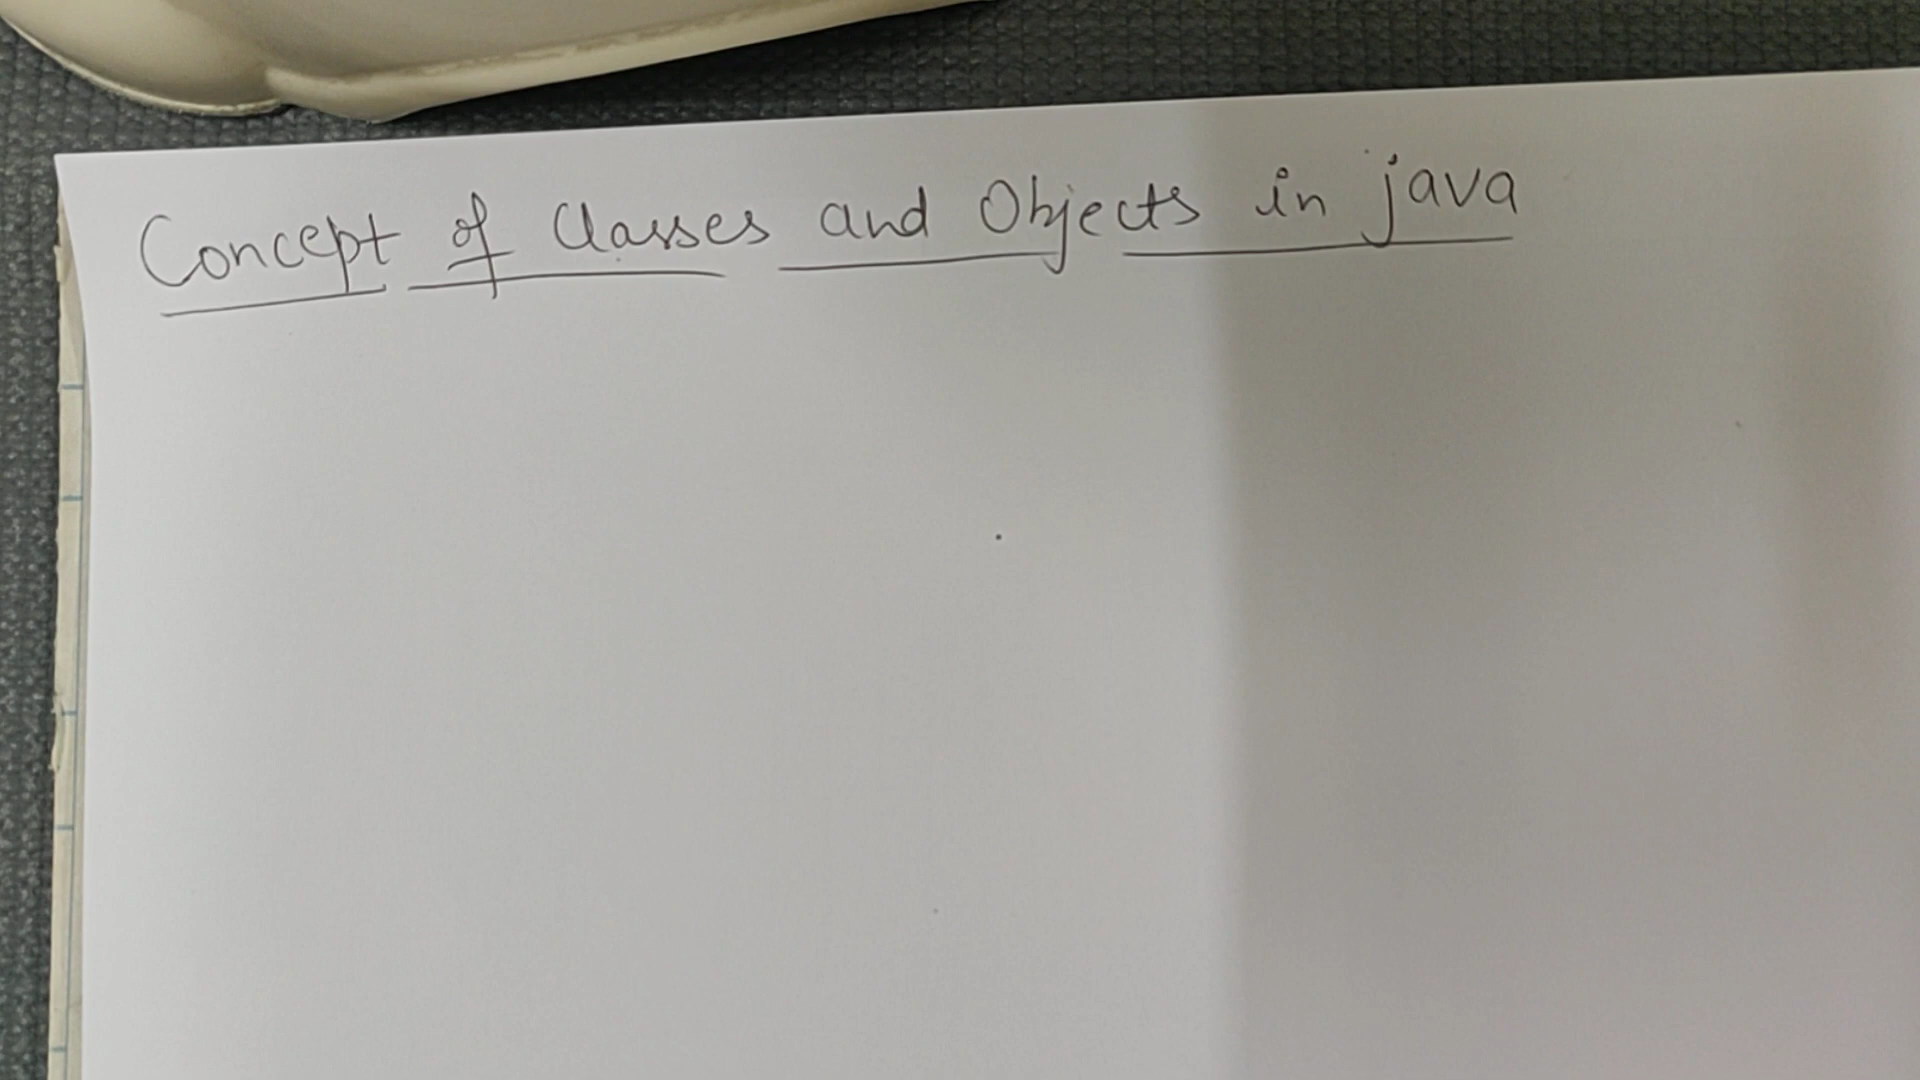 Concept of Classes and Objects in java